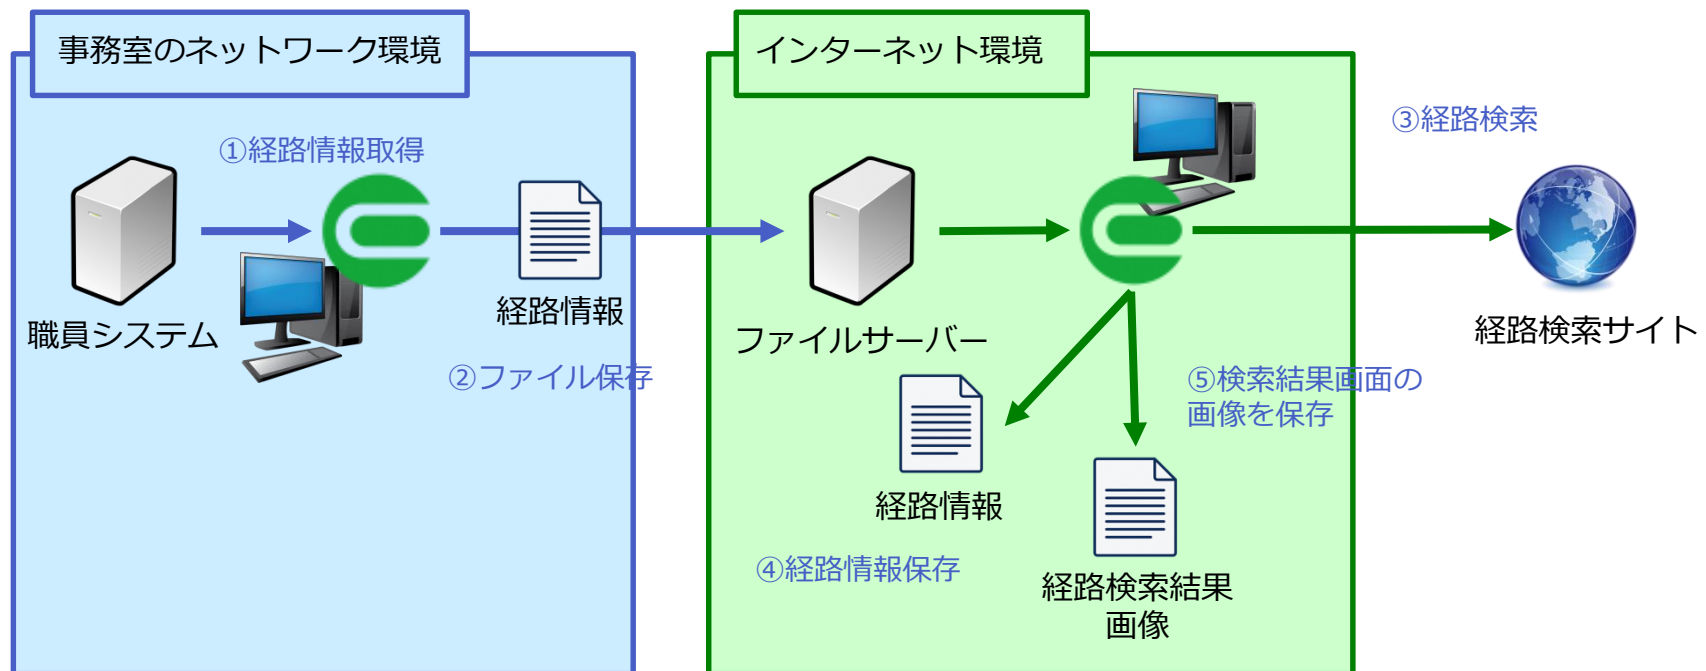 事務室のネットワーク環境
インターネット環境
①経路情報取得
③経路検索
経路情報
職員システム
ファイルサーバー
経路検索サイト
②ファイル保存
⑤検索結果画面の
画像を保存
経路情報
④経路情報保存
経路検索結果
画像